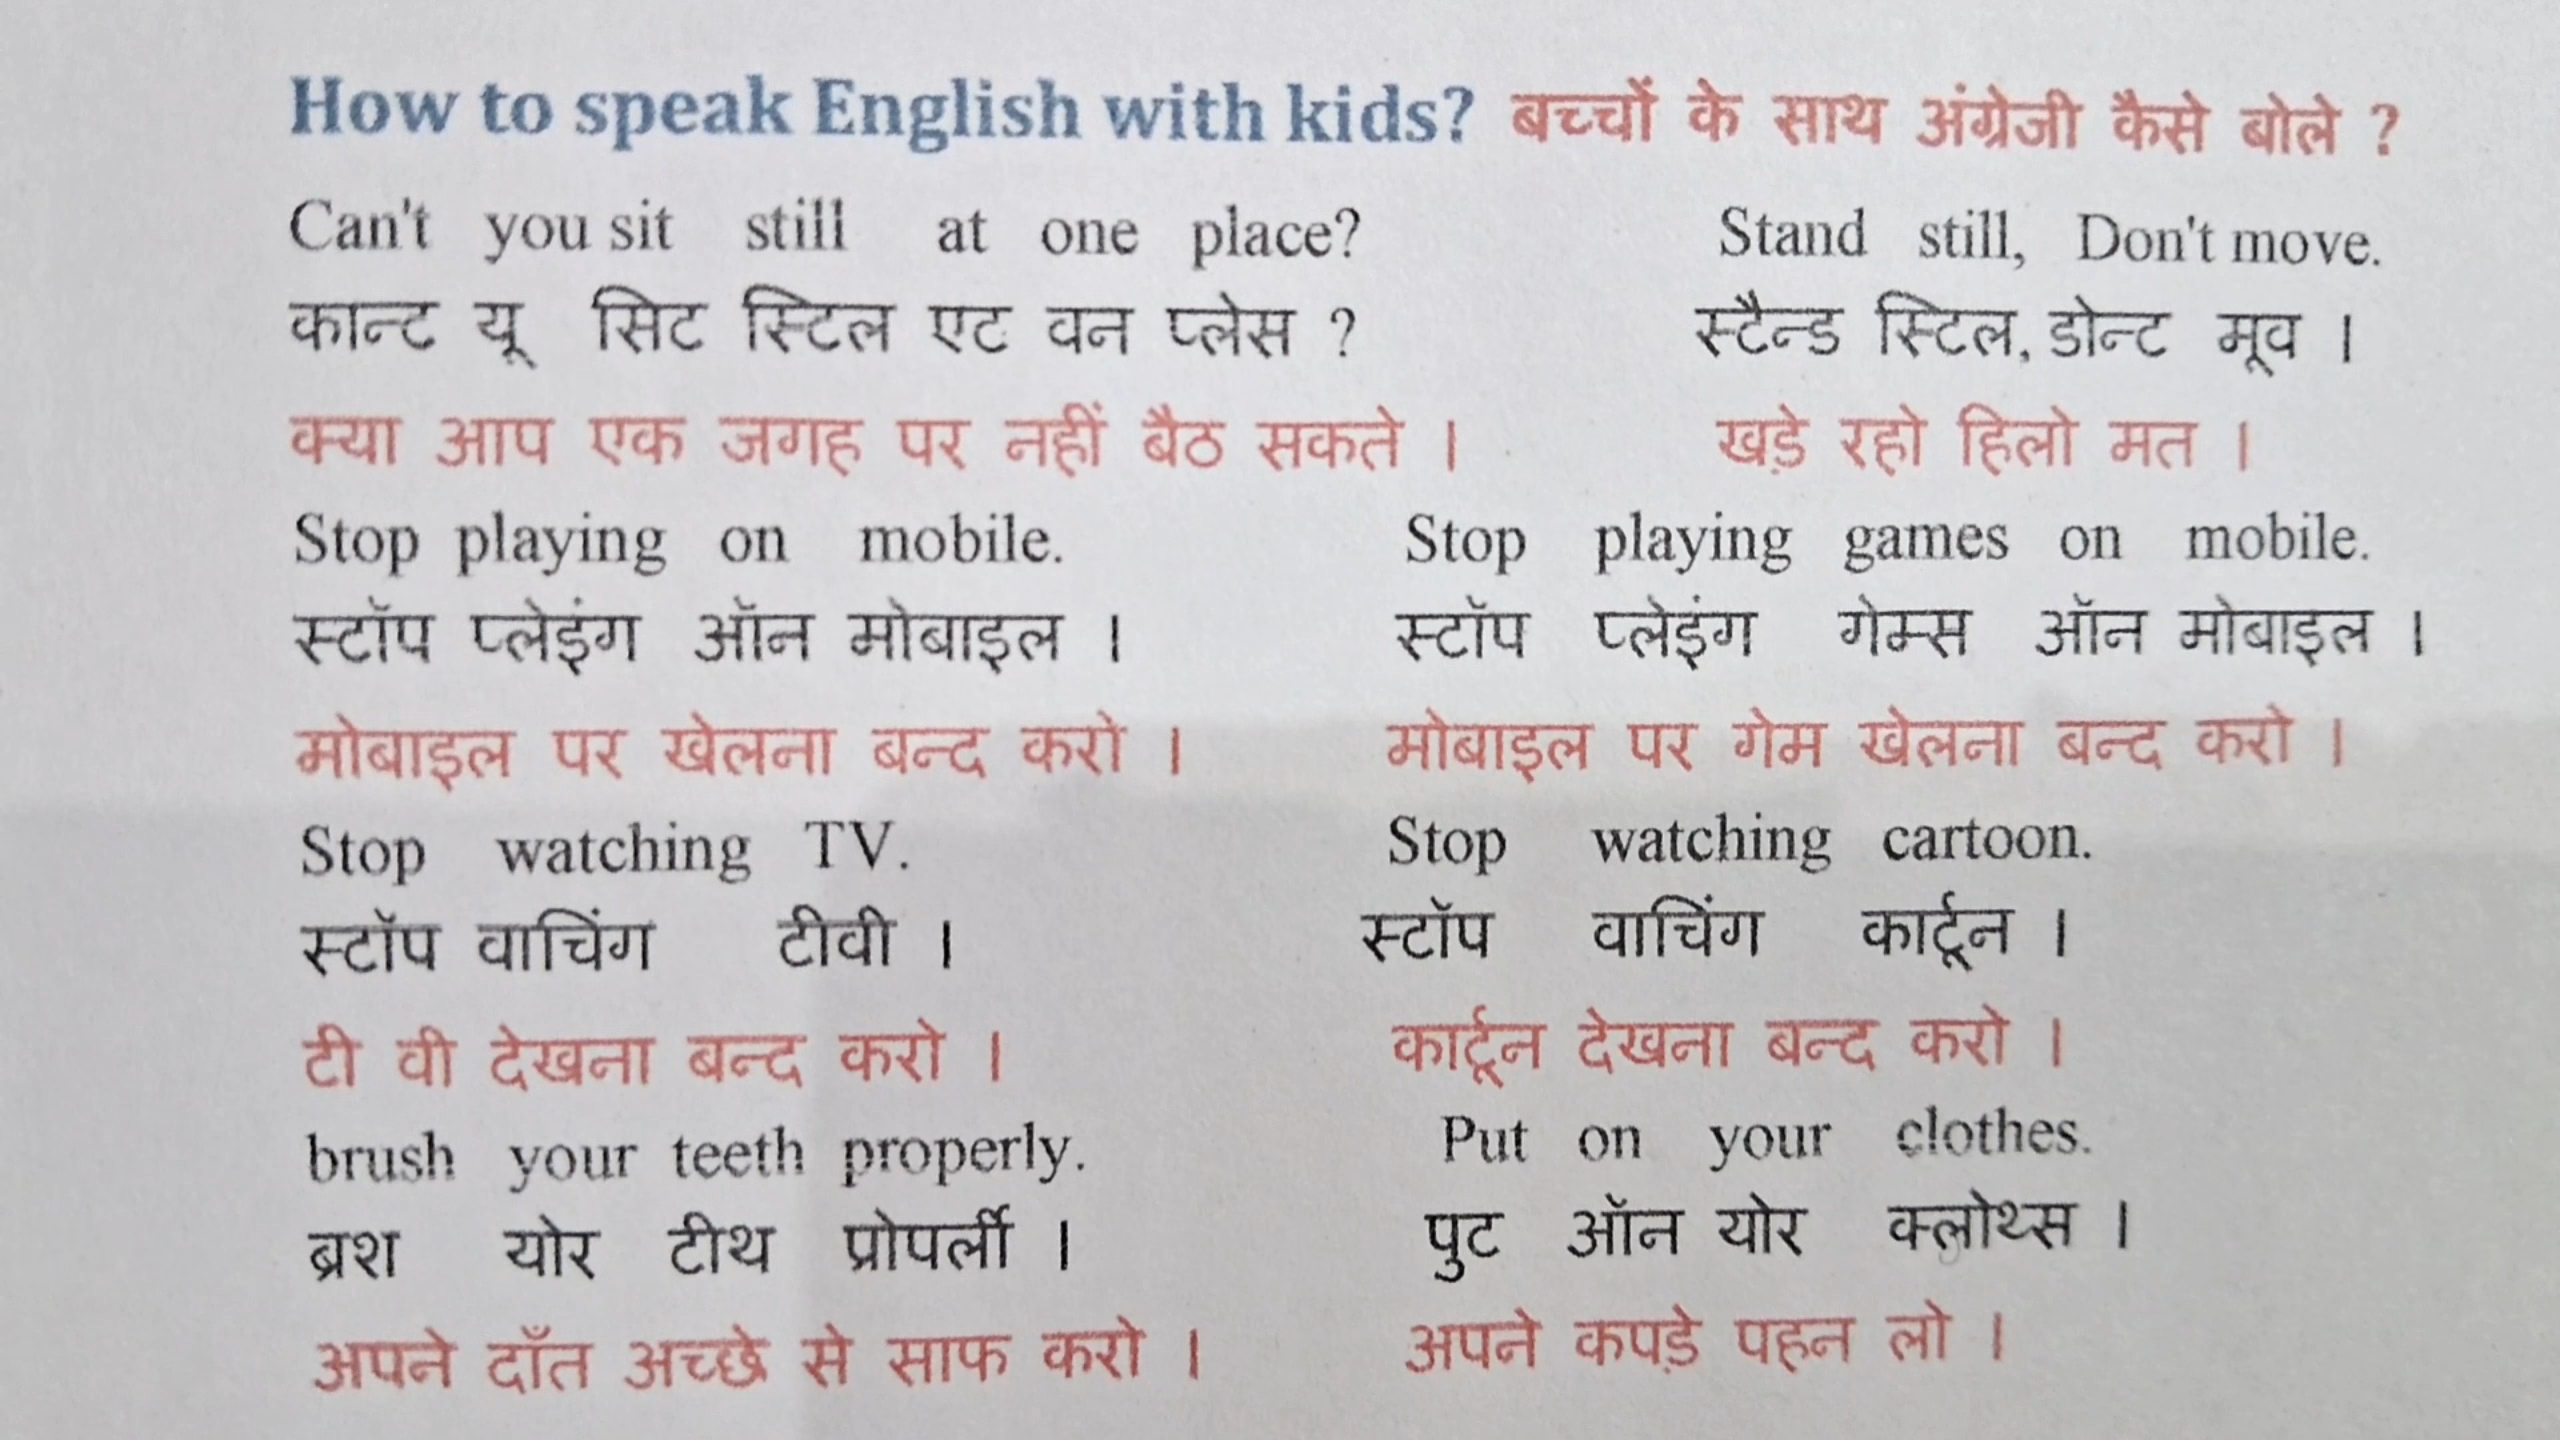 How to speak English with kids? बच्चों के साथ अंग्रेजी कैसे बोले ?
Can't you sit still at one place? Stand still, Don't move.
कान्ट यू सिट स्टिल एट वन प्लेस ? स्टैन्ड स्टिल, डोन्ट मूव ।
क्या आप एक जगह पर नहीं बैठ सकते । खड़े रहो हिलो मत ।
Stop playing on mobile. Stop playing games on mobile.
स्टॉप प्लेइंग ऑन मोबाइल । स्टॉप प्लेइंग गेम्स ऑन मोबाइल ।
मोबाइल पर खेलना बन्द करो । मोबाइल पर गेम खेलना बन्द करो ।
Stop watching TV. Stop watching cartoon.
स्टॉप वाचिंग टीवी । स्टॉप वाचिंग कार्टून ।
टी वी देखना बन्द करो । कार्टून देखना बन्द करो ।
brush your teeth properly. Put on your clothes.
ब्रश योर टीथ प्रोपर्ली । पुट ऑन योर क्लोथ्स ।
अपने दाँत अच्छे से साफ करो । अपने कपड़े पहन लो ।